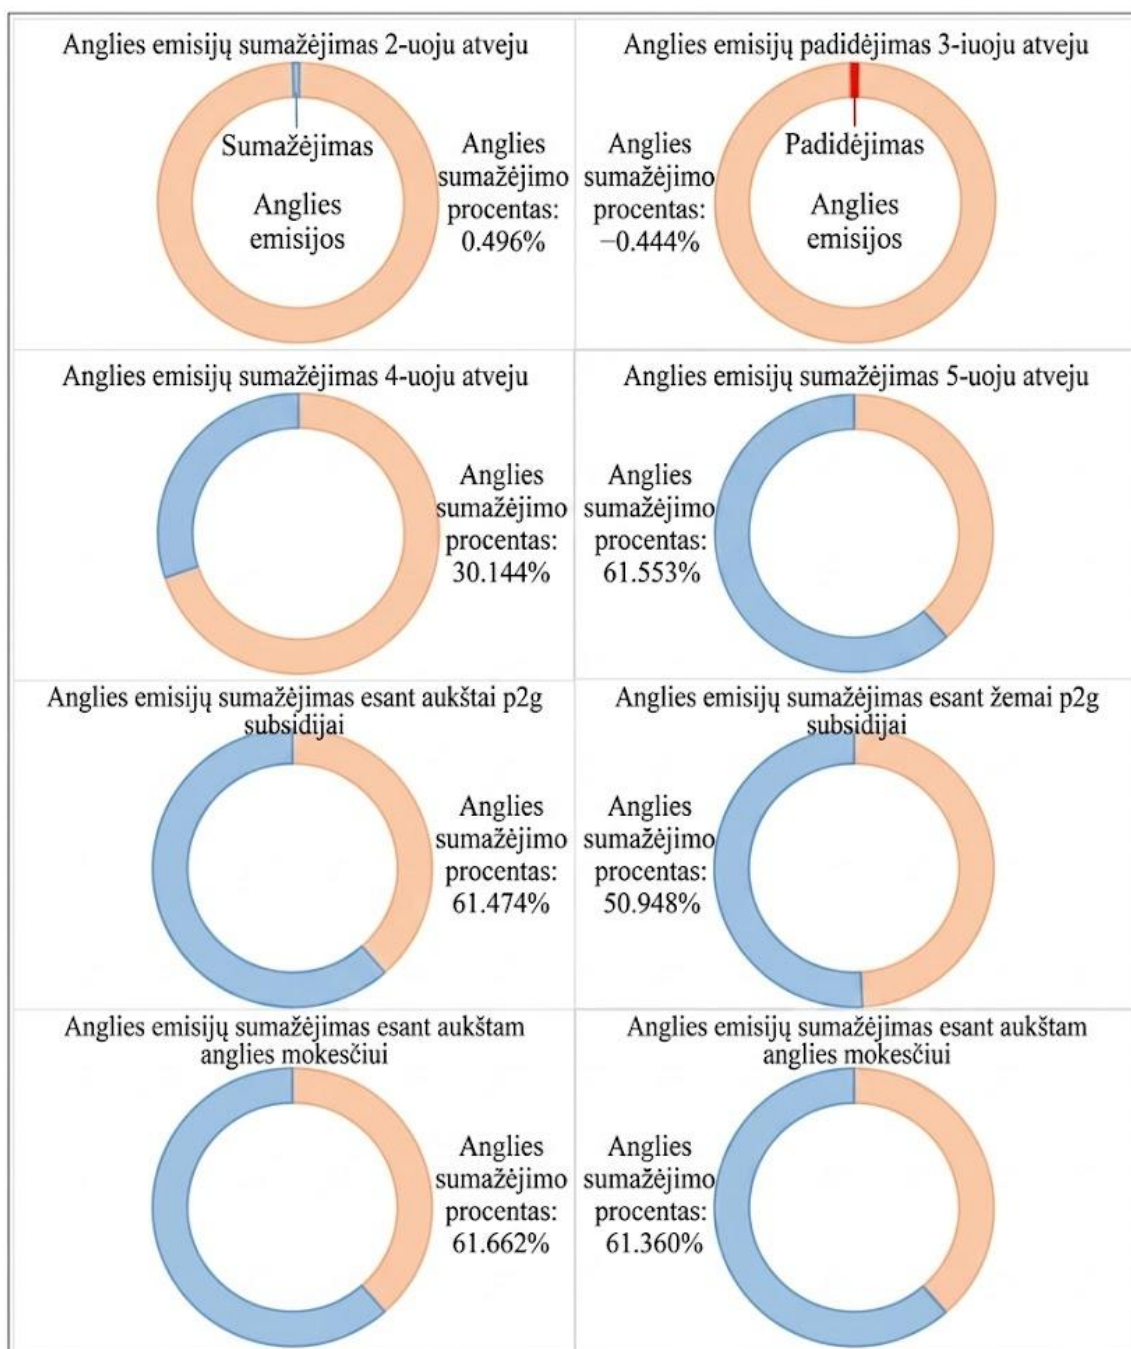 Anglies emisijų sumažėjimas 2-uoju atveju
Sumažėjimas
Anglies
emisijos
Anglies
sumažėjimo
procentas:
0.496%
Anglies emisijų padidėjimas 3-iuoju atveju
Anglies
sumažėjimo
procentas:
−0.444%
Padidėjimas
Anglies
emisijos
Anglies emisijų sumažėjimas 4-uoju atveju
Anglies
sumažėjimo
procentas:
30.144%
Anglies emisijų sumažėjimas 5-uoju atveju
Anglies
sumažėjimo
procentas:
61.553%
Anglies emisijų sumažėjimas esant aukštai p2g
subsidijai
Anglies
sumažėjimo
procentas:
61.474%
Anglies emisijų sumažėjimas esant žemai p2g
subsidijai
Anglies
sumažėjimo
procentas:
50.948%
Anglies emisijų sumažėjimas esant aukštam
anglies mokesčiui
Anglies
sumažėjimo
procentas:
61.662%
Anglies emisijų sumažėjimas esant aukštam
anglies mokesčiui
Anglies
sumažėjimo
procentas:
61.360%